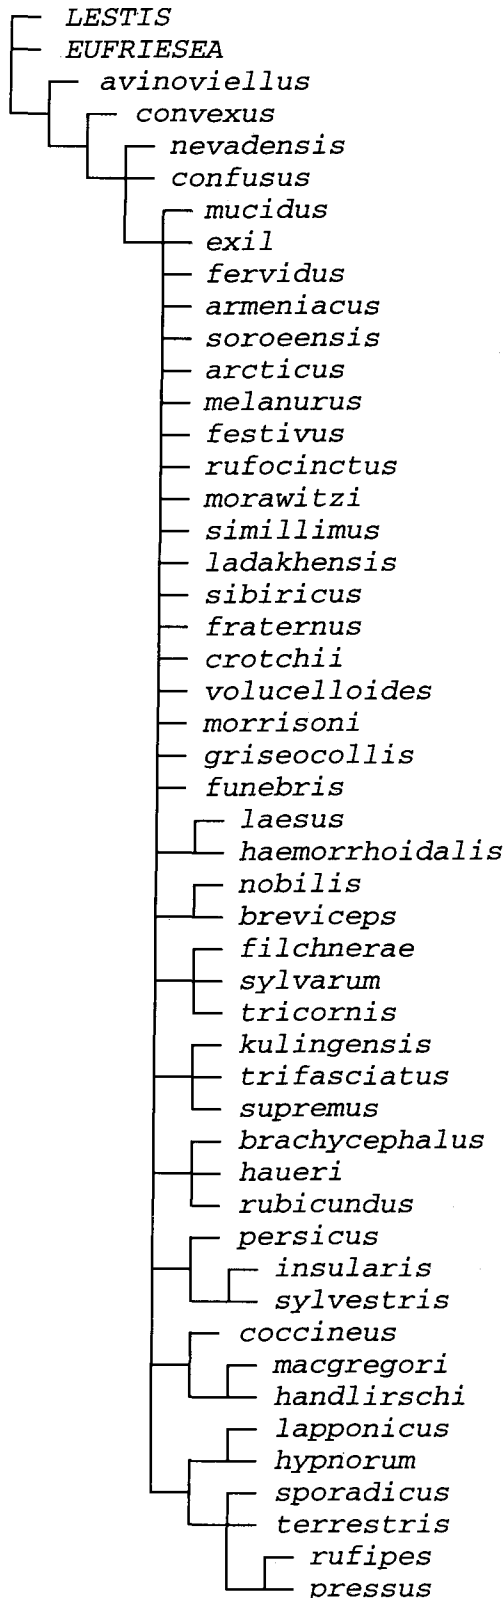 LESTIS
EUFRIESEA
avinoviellus
convexus
nevadensis
confusus
mucidus
exil
fervidus
armeniacus
soroeensis
arcticus
melanurus
festivus
rufocinctus
morawitzi
simillimus
ladakhensis
sibiricus
fraternus
crotchii
volucelloides
morrisoni
griseocollis
funebris
laesus
haemorrhoidalis
nobilis
breviceps
filchnerae
sylvarum
tricornis
kulingensis
trifasciatus
supremus
brachycephalus
haueri
rubicundus
persicus
insularis
sylvestris
coccineus
macgregori
handlirschi
lapponicus
hypnorum
sporadicus
terrestris
rufipes
pressus